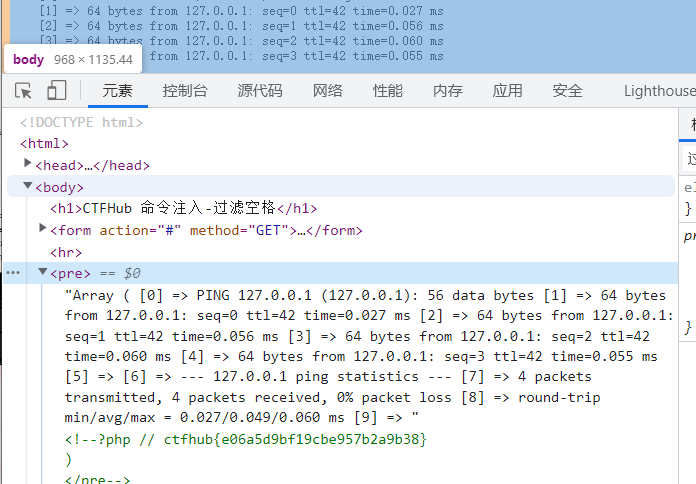 [1] => 64 bytes from 127.0.0.1: seq=0 ttl=42 time=0.027 ms
[2] => 64 bytes from 127.0.0.1: seq=1 ttl=42 time=0.056 ms
[3] => 64 bytes from 127.0.0.1: seq=2 ttl=42 time=0.060 ms
from 127.0.0.1: seq=3 ttl=42 time=0.055 ms
body 968 × 1135.44
元素 控制台 源代码 网络 性能 内存 应用 安全 Lighthouse
<!DOCTYPE html>
<html>
<head>…</head>
<body>
<h1>CTFHub 命令注入-过滤空格</h1>
<form action="#" method="GET">…</form>
<hr>
<pre> == $0
"Array ( [0] => PING 127.0.0.1 (127.0.0.1): 56 data bytes [1] => 64 bytes
from 127.0.0.1: seq=0 ttl=42 time=0.027 ms [2] => 64 bytes from 127.0.0.1:
seq=1 ttl=42 time=0.056 ms [3] => 64 bytes from 127.0.0.1: seq=2 ttl=42
time=0.060 ms [4] => 64 bytes from 127.0.0.1: seq=3 ttl=42 time=0.055 ms
[5] => [6] => --- 127.0.0.1 ping statistics --- [7] => 4 packets
transmitted, 4 packets received, 0% packet loss [8] => round-trip
min/avg/max = 0.027/0.049/0.060 ms [9] => "
<!--?php // ctfhub{e06a5d9bf19cbe957b2a9b38}
)
</pre-->
el
}
pr
}